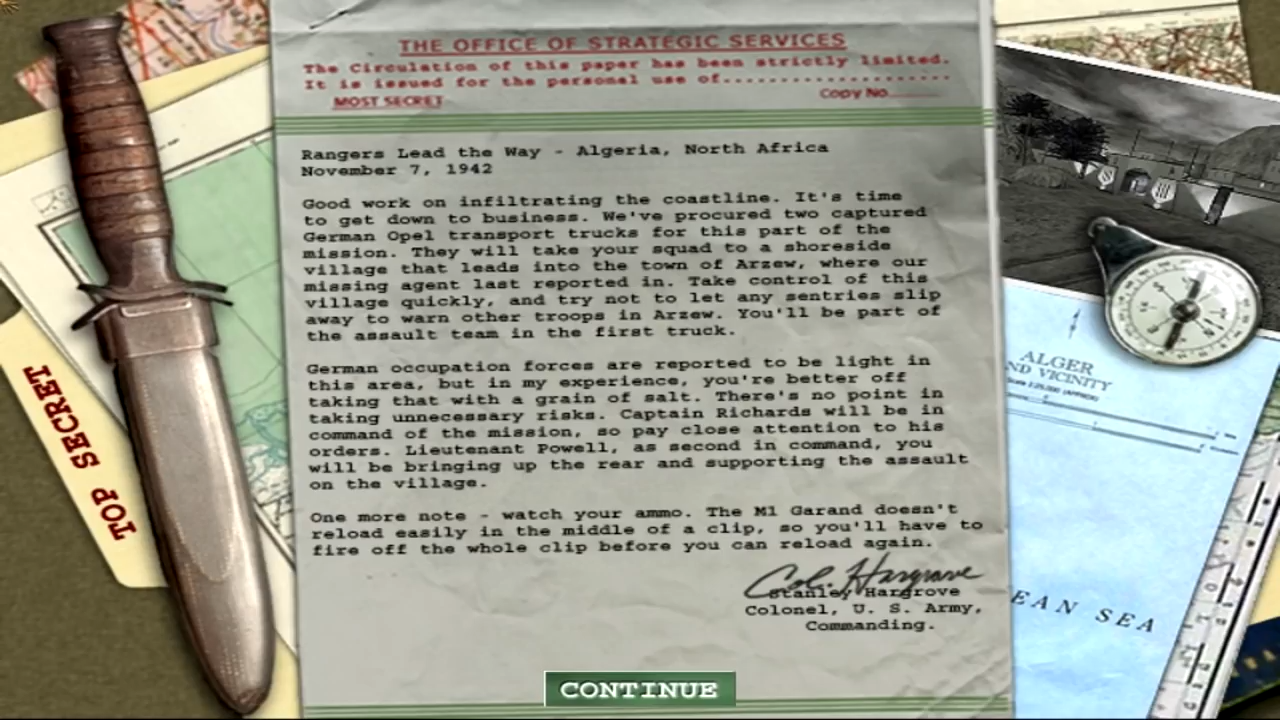 THE OFFICE OF STRATEGIC SERVICES
The Circulation of this paper has been strictly limited.
It is issued for the personal use of......................
MOST SECRET
Copy No.......
Rangers Lead the Way - Algeria, North Africa
November 7, 1942
Good work on infiltrating the coastline. It's time
to get down to business. We've procured two captured
German Opel transport trucks for this part of the
mission. They will take your squad to a shoreside
village that leads into the town of Arzew, where our
missing agent last reported in. Take control of this
village quickly, and try not to let any sentries slip
away to warn other troops in Arzew. You'll be part of
the assault team in the first truck.
German occupation forces are reported to be light in
this area, but in my experience, you're better off
taking that with a grain of salt. There's no point in
taking unnecessary risks. Captain Richards will be in
command of the mission, so pay close attention to his
orders. Lieutenant Powell, as second in command, you
will be bringing up the rear and supporting the assault
on the village.
One more note - watch your ammo. The M1 Garand doesn't
reload easily in the middle of a clip, so you'll have to
fire off the whole clip before you can reload again.
Col. Hargrove
Stanley Hargrove
Colonel, U. S. Army,
Commanding.
CONTINUE
TOP SECRET
ALGER
ND VICINITY
EAN SEA